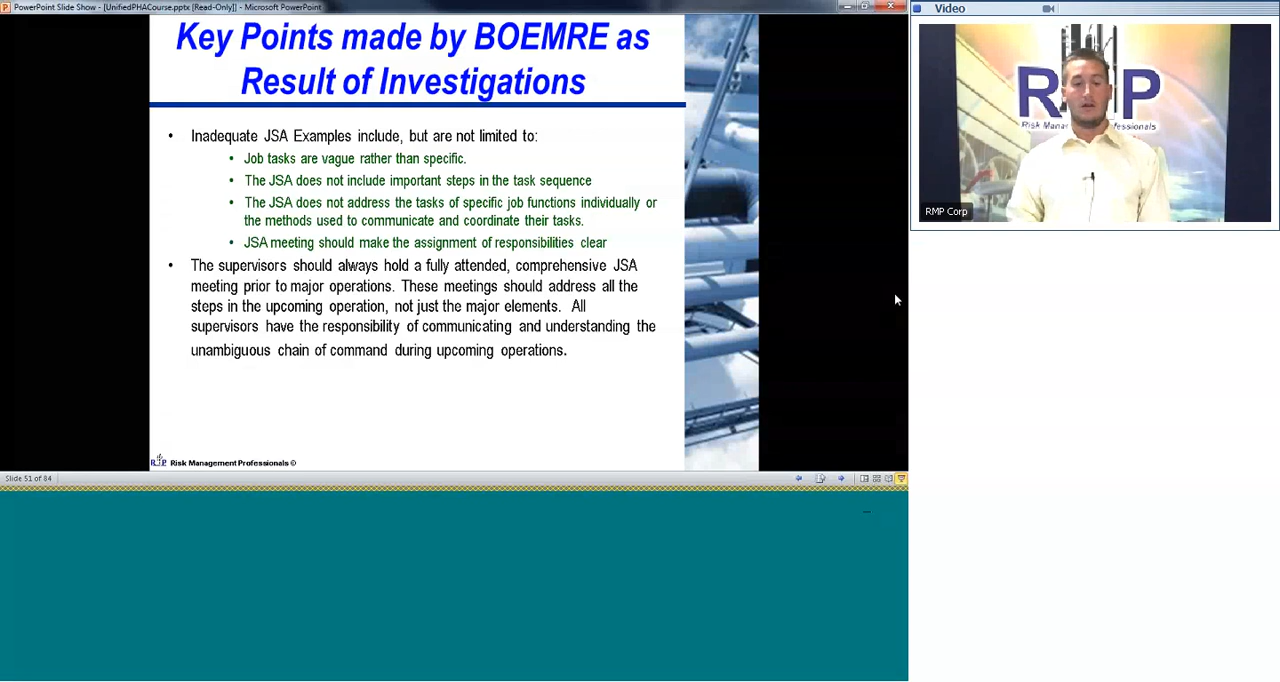 PowerPoint Slide Show - [UnifiedPHACourse.pptx [Read-Only]] - Microsoft PowerPoint
Video
Key Points made by BOEMRE as
Result of Investigations
• Inadequate JSA Examples include, but are not limited to:
• Job tasks are vague rather than specific.
• The JSA does not include important steps in the task sequence
• The JSA does not address the tasks of specific job functions individually or
the methods used to communicate and coordinate their tasks.
• JSA meeting should make the assignment of responsibilities clear
• The supervisors should always hold a fully attended, comprehensive JSA
meeting prior to major operations. These meetings should address all the
steps in the upcoming operation, not just the major elements. All
supervisors have the responsibility of communicating and understanding the
unambiguous chain of command during upcoming operations.
RMP Risk Management Professionals ©
Slide 51 of 84
R P
Risk Man
fessionals
RMP Corp